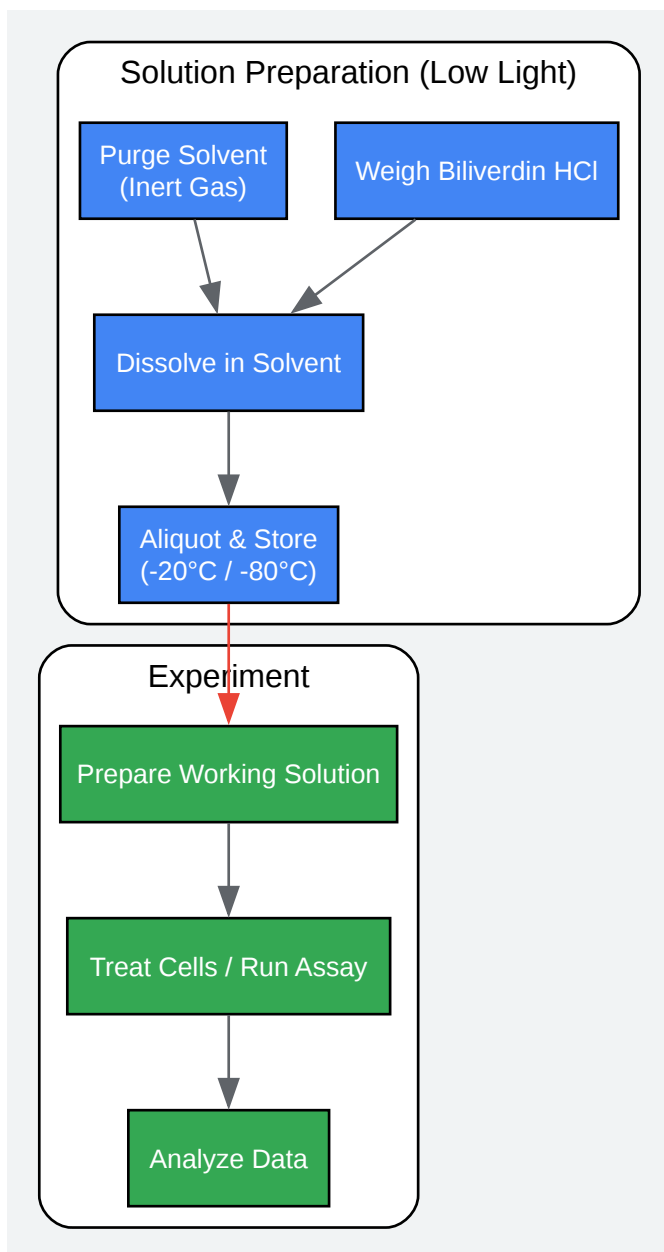 Solution Preparation (Low Light)
Purge Solvent
(Inert Gas)
Weigh Biliverdin HCl
Dissolve in Solvent
Aliquot & Store
(-20°C / -80°C)
Experiment
Prepare Working Solution
Treat Cells / Run Assay
Analyze Data